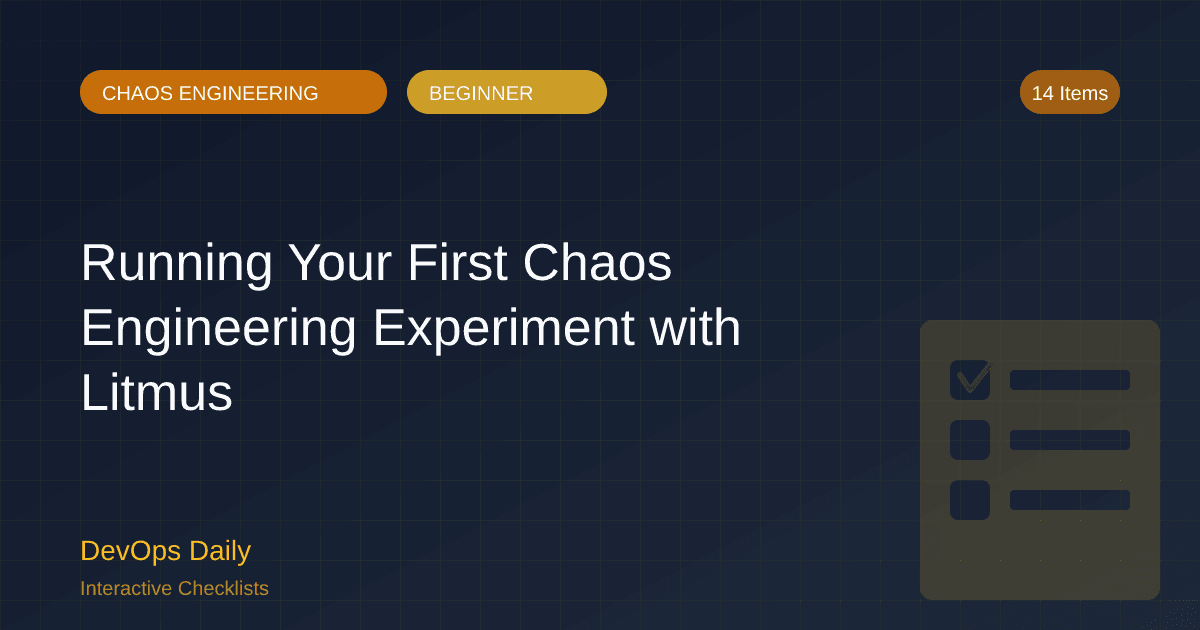 CHAOS ENGINEERING
BEGINNER
14 Items
Running Your First Chaos
Engineering Experiment with
Litmus
DevOps Daily
Interactive Checklists